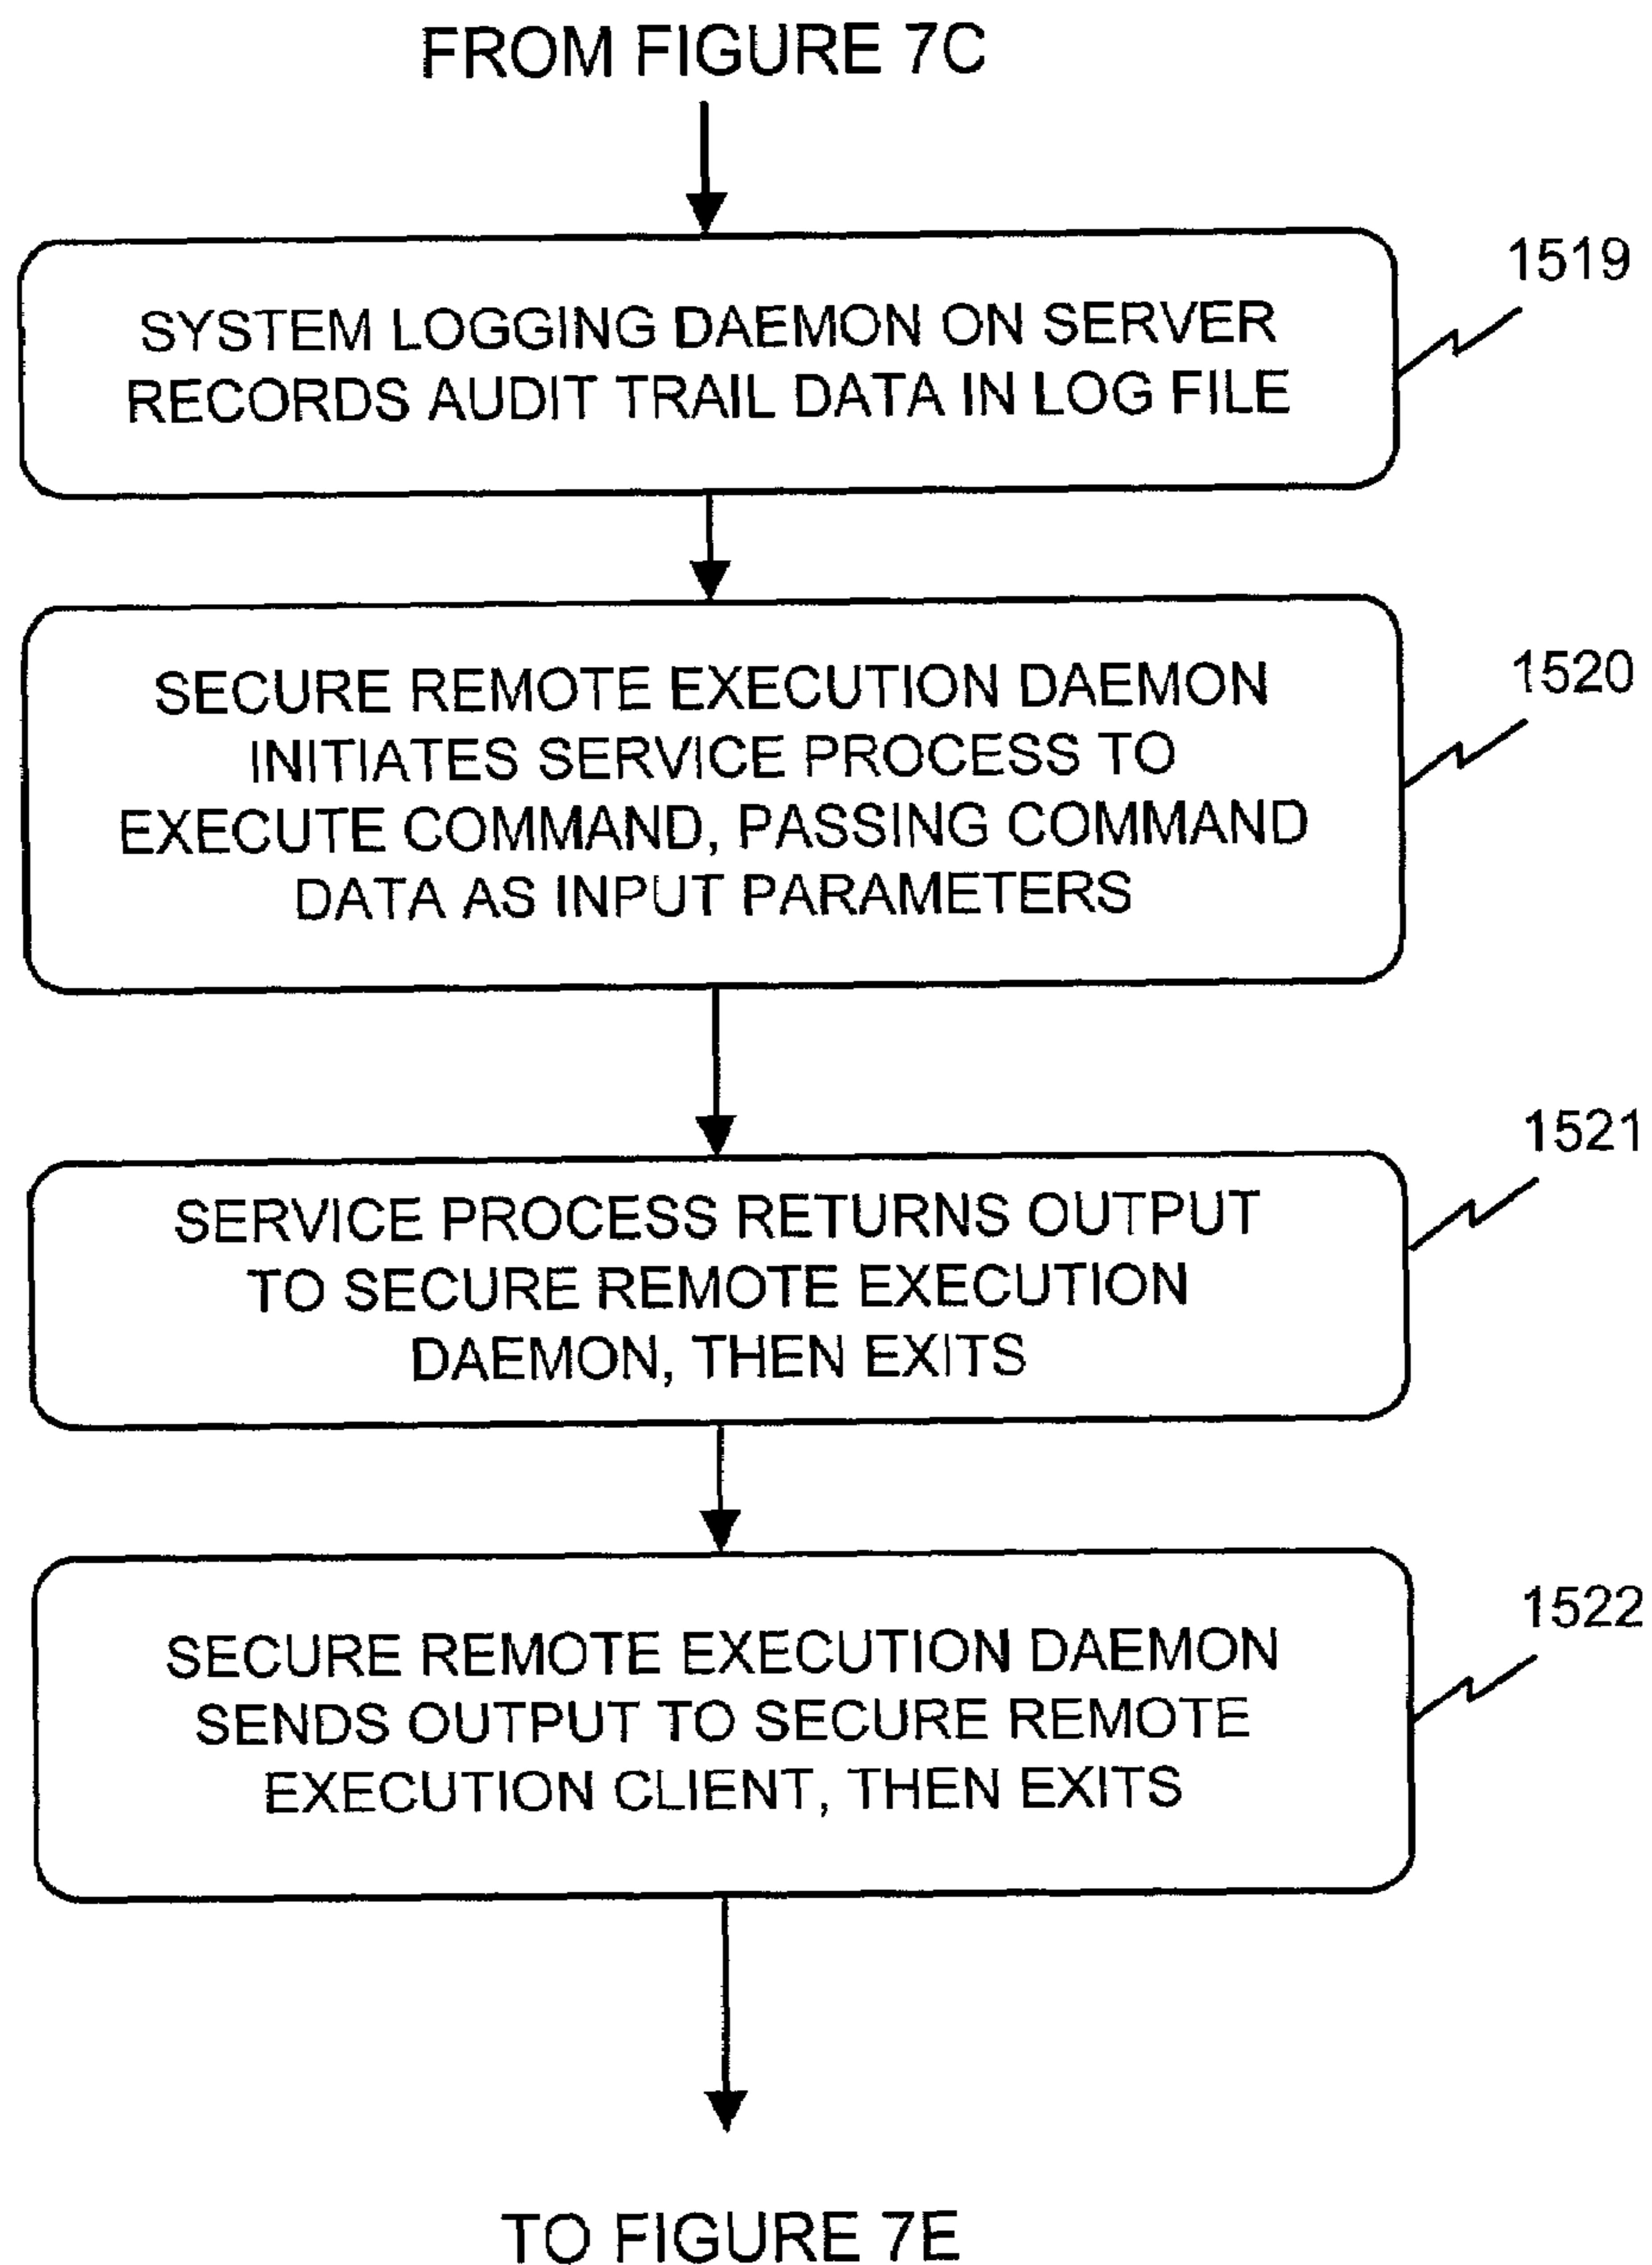 FROM FIGURE 7C
1519
SYSTEM LOGGING DAEMON ON SERVER
RECORDS AUDIT TRAIL DATA IN LOG FILE
1520
SECURE REMOTE EXECUTION DAEMON
INITIATES SERVICE PROCESS TO
EXECUTE COMMAND, PASSING COMMAND
DATA AS INPUT PARAMETERS
1521
SERVICE PROCESS RETURNS OUTPUT
TO SECURE REMOTE EXECUTION
DAEMON, THEN EXITS
1522
SECURE REMOTE EXECUTION DAEMON
SENDS OUTPUT TO SECURE REMOTE
EXECUTION CLIENT, THEN EXITS
TO FIGURE 7E